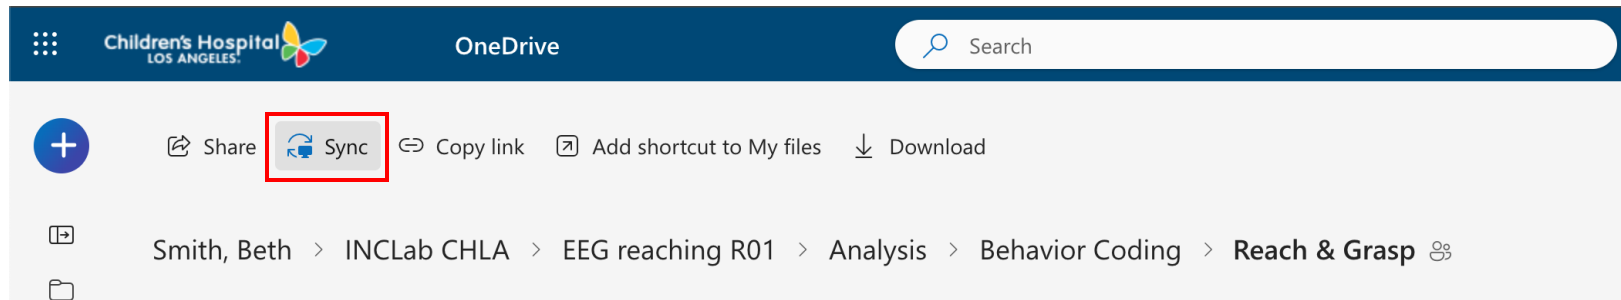 Children's Hospital
LOS ANGELES.
OneDrive
Search
Share Sync Copy link Add shortcut to My files Download
Smith, Beth > INCLab CHLA > EEG reaching R01 > Analysis > Behavior Coding > Reach & Grasp